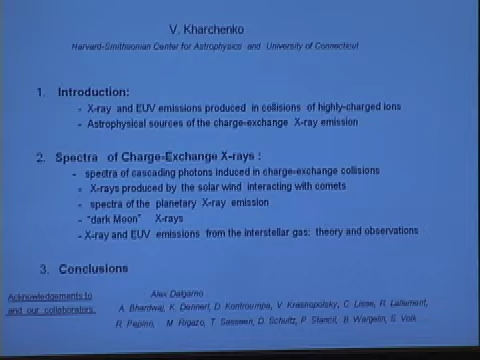 V. Kharchenko
Harvard-Smithsonian Center for Astrophysics and University of Connecticut
1. Introduction:
- X-ray and EUV emissions produced in collisions of highly-charged ions
- Astrophysical sources of the charge-exchange X-ray emission
2. Spectra of Charge-Exchange X-rays :
- spectra of cascading photons induced in charge-exchange collisions
- X-rays produced by the solar wind interacting with comets
- spectra of the planetary X-ray emission
- "dark Moon" X-rays
- X-ray and EUV emissions from the interstellar gas: theory and observations
3. Conclusions
Acknowledgements to Alex Dalgarno
and our collaborators, A. Bhardwaj, K. Dennerl, D. Koutroumpa, V. Krasnopolsky, C. Lisse, R. Lallement,
R. Pepino, M. Rigazo, T. Sasseen, D. Schultz, P. Stancil, B. Wargelin, S. Wolk